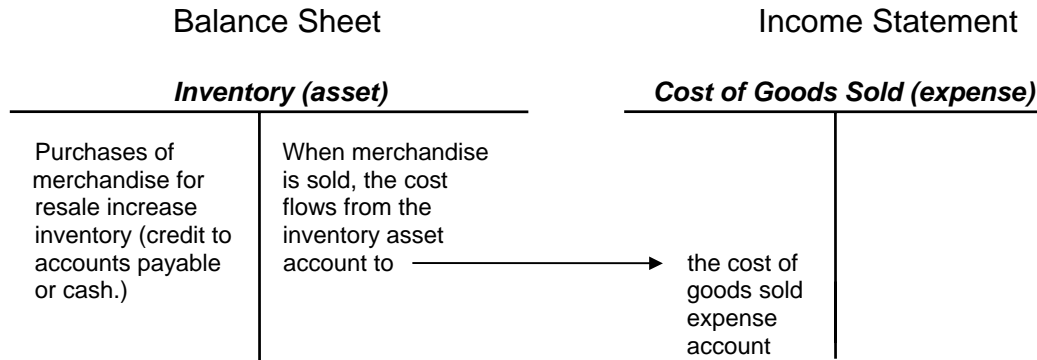 Balance Sheet
Income Statement
Inventory (asset)
Cost of Goods Sold (expense)
Purchases of
merchandise for
resale increase
inventory (credit to
accounts payable
or cash.)
When merchandise
is sold, the cost
flows from the
inventory asset
account to
the cost of
goods sold
expense
account